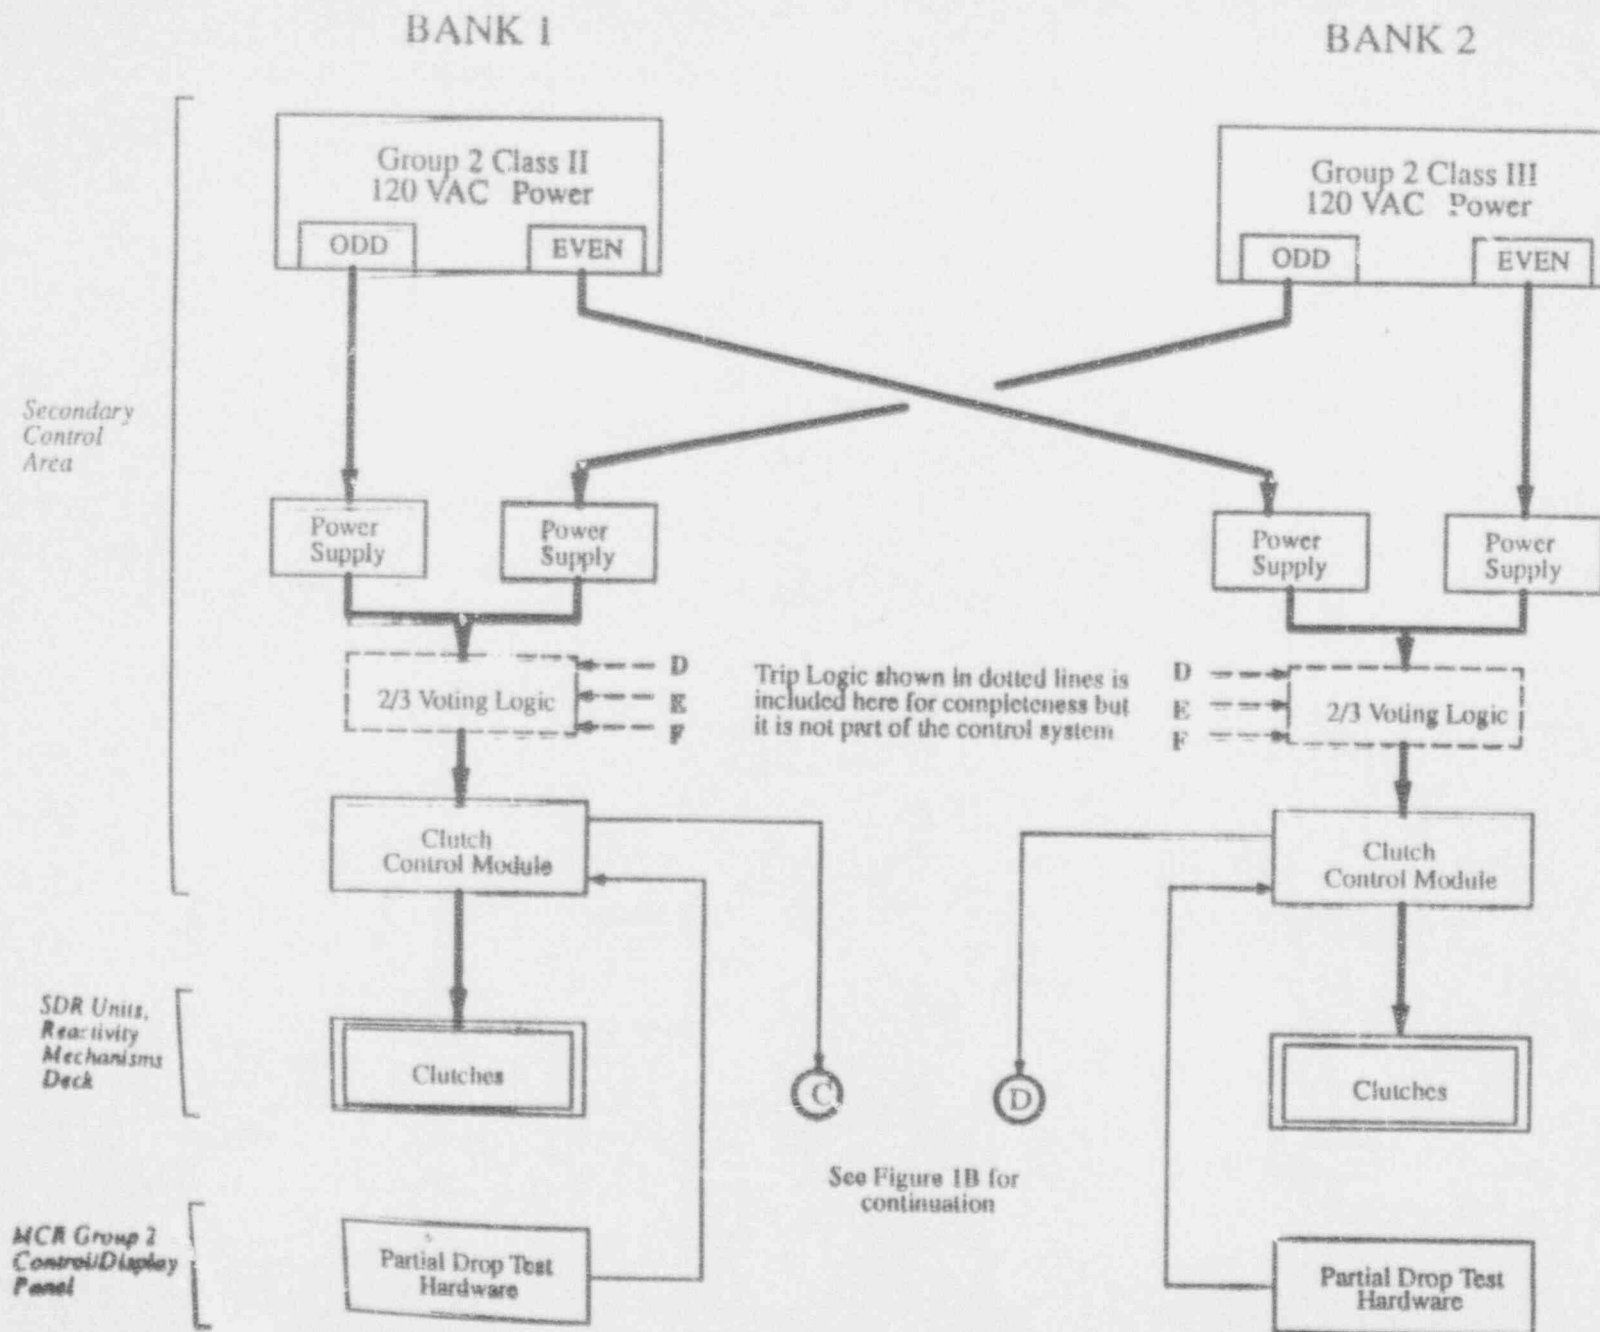 BANK 1
BANK 2
Group 2 Class II
120 VAC Power
ODD
EVEN
Group 2 Class III
120 VAC Power
ODD
EVEN
Secondary
Control
Area
Power
Supply
Power
Supply
Power
Supply
Power
Supply
2/3 Voting Logic
D
E
F
Trip Logic shown in dotted lines is
included here for completeness but
it is not part of the control system
D
E
F
2/3 Voting Logic
Clutch
Control Module
Clutch
Control Module
SDR Units,
Reactivity
Mechanisms
Deck
Clutches
C
D
Clutches
See Figure 1B for
continuation
MCR Group 2
Control/Display
Panel
Partial Drop Test
Hardware
Partial Drop Test
Hardware